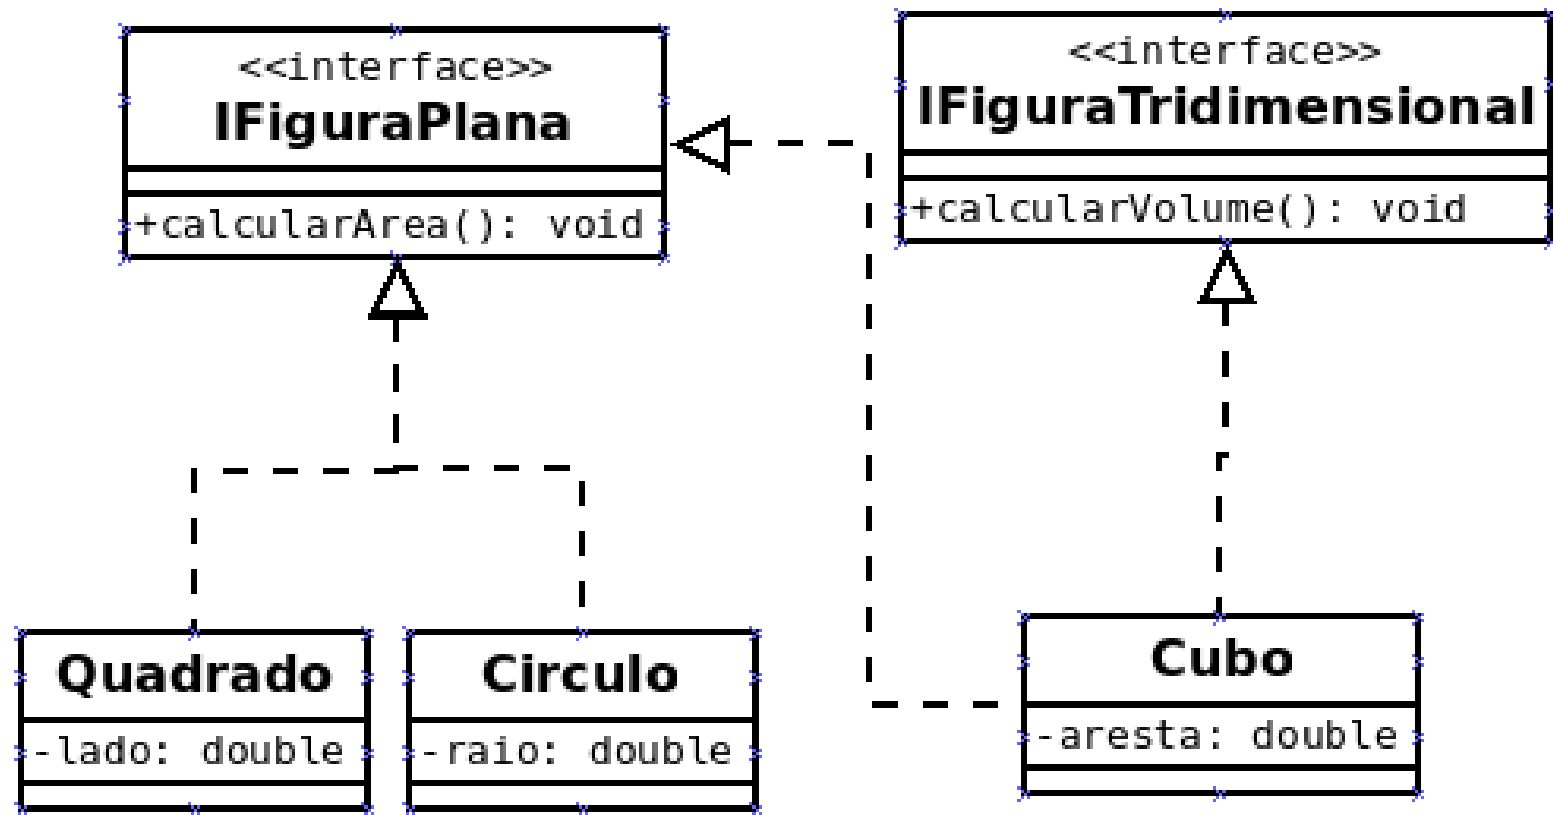 <<interface>>
IFiguraPlana
+calcularArea(): void
<<interface>>
IFiguraTridimensional
+calcularVolume(): void
Quadrado
-lado: double
Circulo
-raio: double
Cubo
-aresta: double